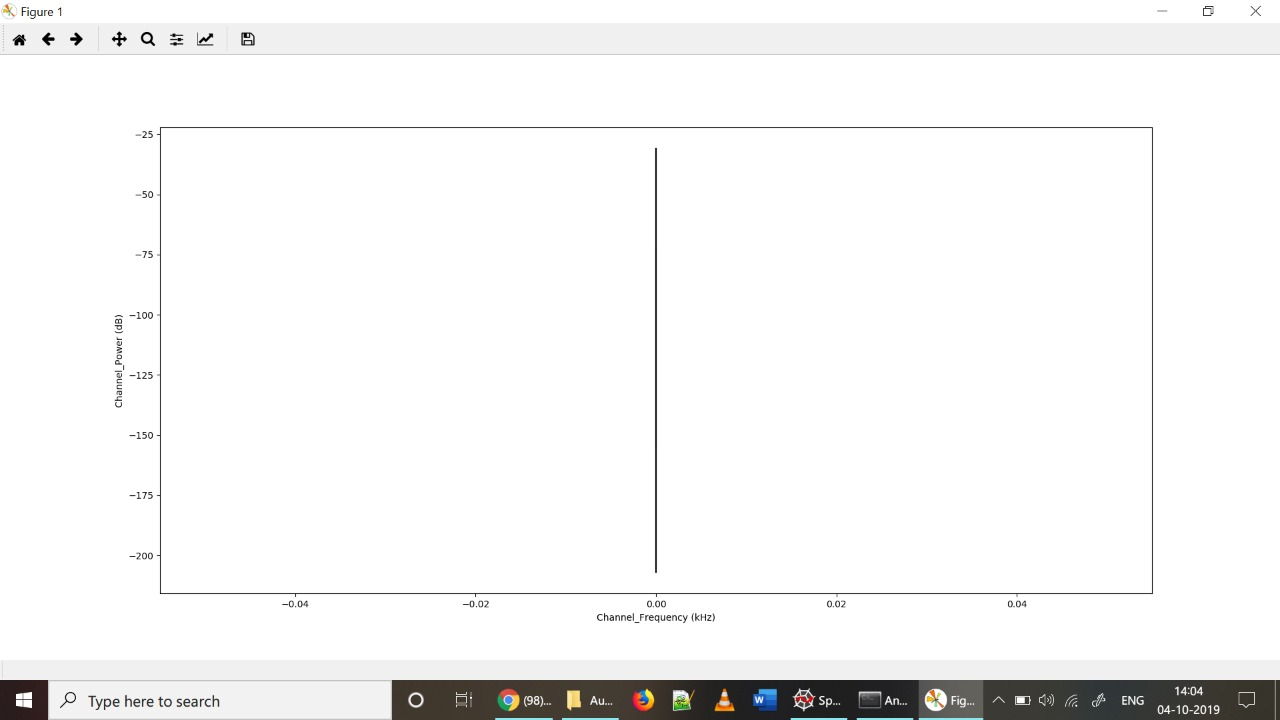 Figure 1
−25
−50
−75
−100
−125
−150
−175
−200
Channel_Power (dB)
−0.04
−0.02
0.00
0.02
0.04
Channel_Frequency (kHz)
Type here to search
(98)...
Au...
Sp...
An...
Fig...
ENG
14:04
04-10-2019